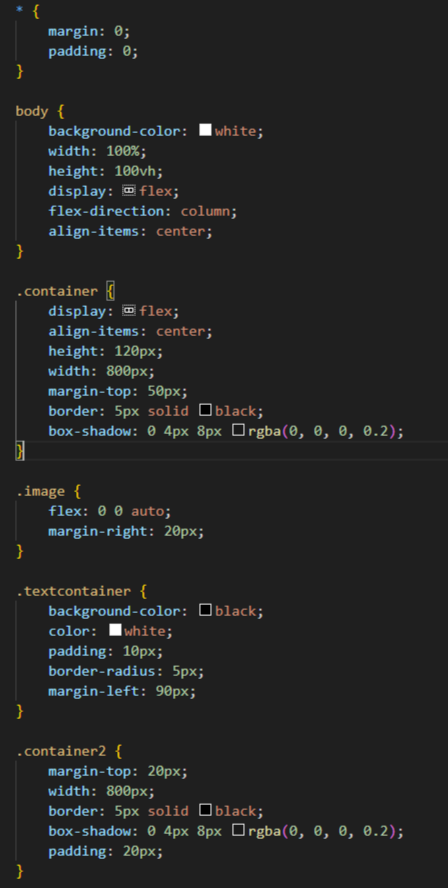 * {
    margin: 0;
    padding: 0;
}

body {
    background-color: white;
    width: 100%;
    height: 100vh;
    display: flex;
    flex-direction: column;
    align-items: center;
}

.container {
    display: flex;
    align-items: center;
    height: 120px;
    width: 800px;
    margin-top: 50px;
    border: 5px solid black;
    box-shadow: 0 4px 8px rgba(0, 0, 0, 0.2);
}

.image {
    flex: 0 0 auto;
    margin-right: 20px;
}

.textcontainer {
    background-color: black;
    color: white;
    padding: 10px;
    border-radius: 5px;
    margin-left: 90px;
}

.container2 {
    margin-top: 20px;
    width: 800px;
    border: 5px solid black;
    box-shadow: 0 4px 8px rgba(0, 0, 0, 0.2);
    padding: 20px;
}